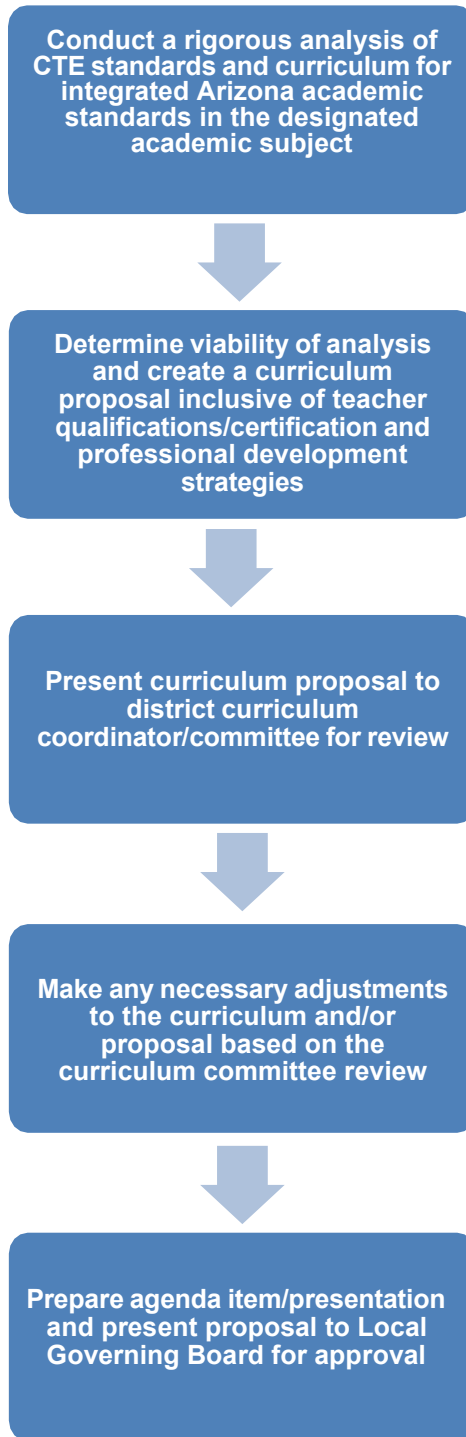 Conduct a rigorous analysis of
CTE standards and curriculum for
integrated Arizona academic
standards in the designated
academic subject
Determine viability of analysis
and create a curriculum
proposal inclusive of teacher
qualifications/certification and
professional development
strategies
Present curriculum proposal to
district curriculum
coordinator/committee for review
Make any necessary adjustments
to the curriculum and/or
proposal based on the
curriculum committee review
Prepare agenda item/presentation
and present proposal to Local
Governing Board for approval